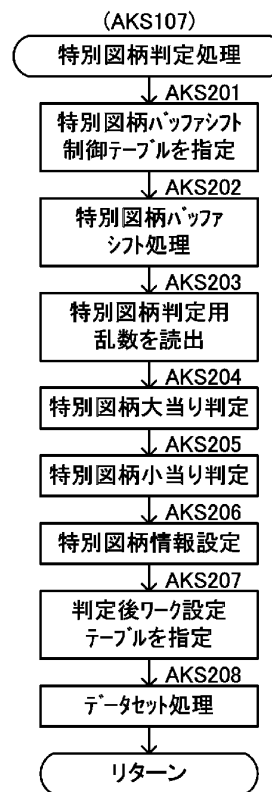 (AKS107)
特別図柄判定処理
AKS201
特別図柄バッファシフト
制御テーブルを指定
AKS202
特別図柄バッファ
シフト処理
AKS203
特別図柄判定用
乱数を読出
AKS204
特別図柄大当り判定
AKS205
特別図柄小当り判定
AKS206
特別図柄情報設定
AKS207
判定後ワーク設定
テーブルを指定
AKS208
データセット処理
リターン